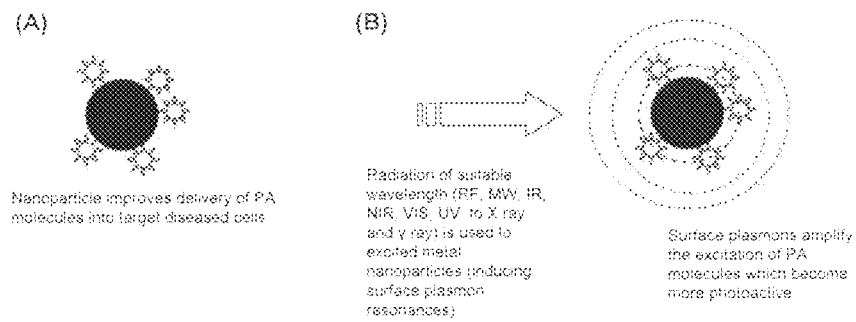 (A)
(B)
Nanoparticle improves delivery of PA
molecules into target diseased cells
Radiation of suitable
wavelength (RF, MW, IR,
NIR, VIS, UV to X ray
and γ ray) is used to
excited metal
nanoparticles (inducing
surface plasmon
resonances)
Surface plasmons amplify
the excitation of PA
molecules which become
more photoactive